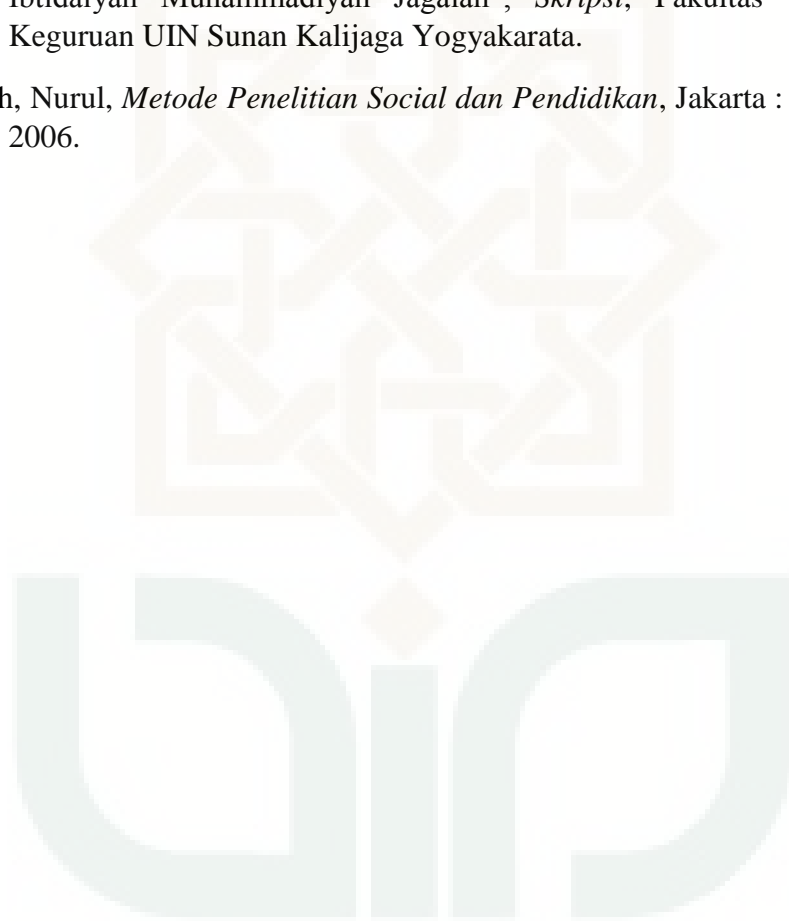 Ibtidaiyah Muhammadiyah Jagalan", Skripsi, Fakultas
Keguruan UIN Sunan Kalijaga Yogyakarata.
h, Nurul, Metode Penelitian Social dan Pendidikan, Jakarta :
2006.